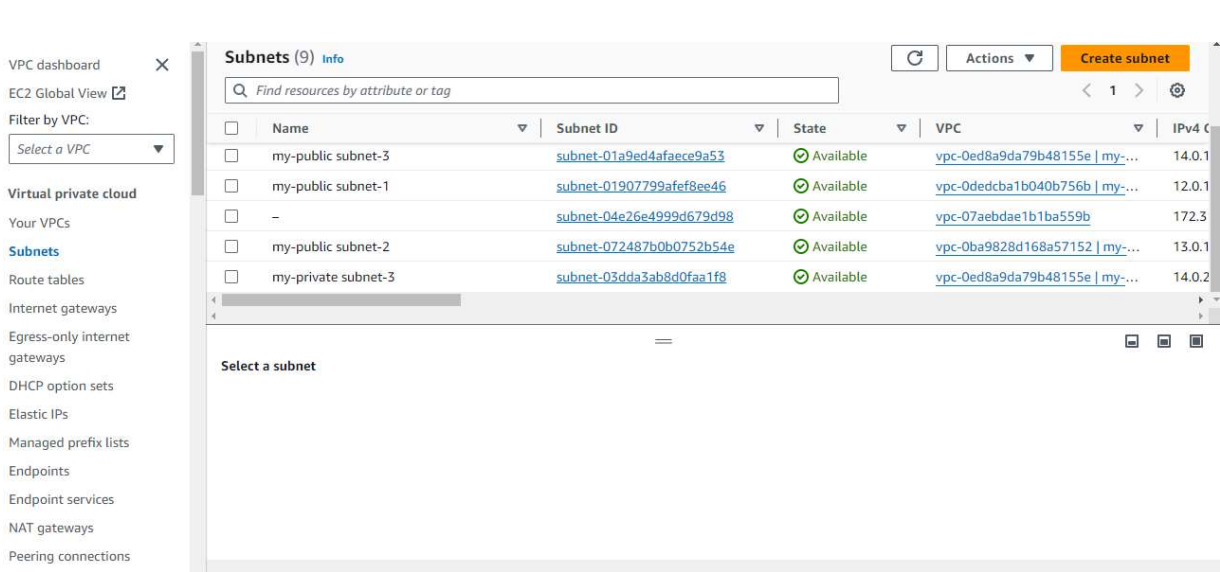 VPC dashboard
EC2 Global View
Filter by VPC:
Select a VPC
Virtual private cloud
Your VPCs
Subnets
Route tables
Internet gateways
Egress-only internet
gateways
DHCP option sets
Elastic IPs
Managed prefix lists
Endpoints
Endpoint services
NAT gateways
Peering connections
Subnets (9) Info
Actions
Create subnet
Find resources by attribute or tag
1
Name Subnet ID State VPC IPv4 C
my-public subnet-3 subnet-01a9ed4afaece9a53 Available vpc-0ed8a9da79b48155e | my-... 14.0.1
my-public subnet-1 subnet-01907799afef8ee46 Available vpc-0dedcba1b040b756b | my-... 12.0.1
– subnet-04e26e4999d679d98 Available vpc-07aebdae1b1ba559b 172.3
my-public subnet-2 subnet-072487b0b0752b54e Available vpc-0ba9828d168a57152 | my-... 13.0.1
my-private subnet-3 subnet-03dda3ab8d0faa1f8 Available vpc-0ed8a9da79b48155e | my-... 14.0.2
Select a subnet